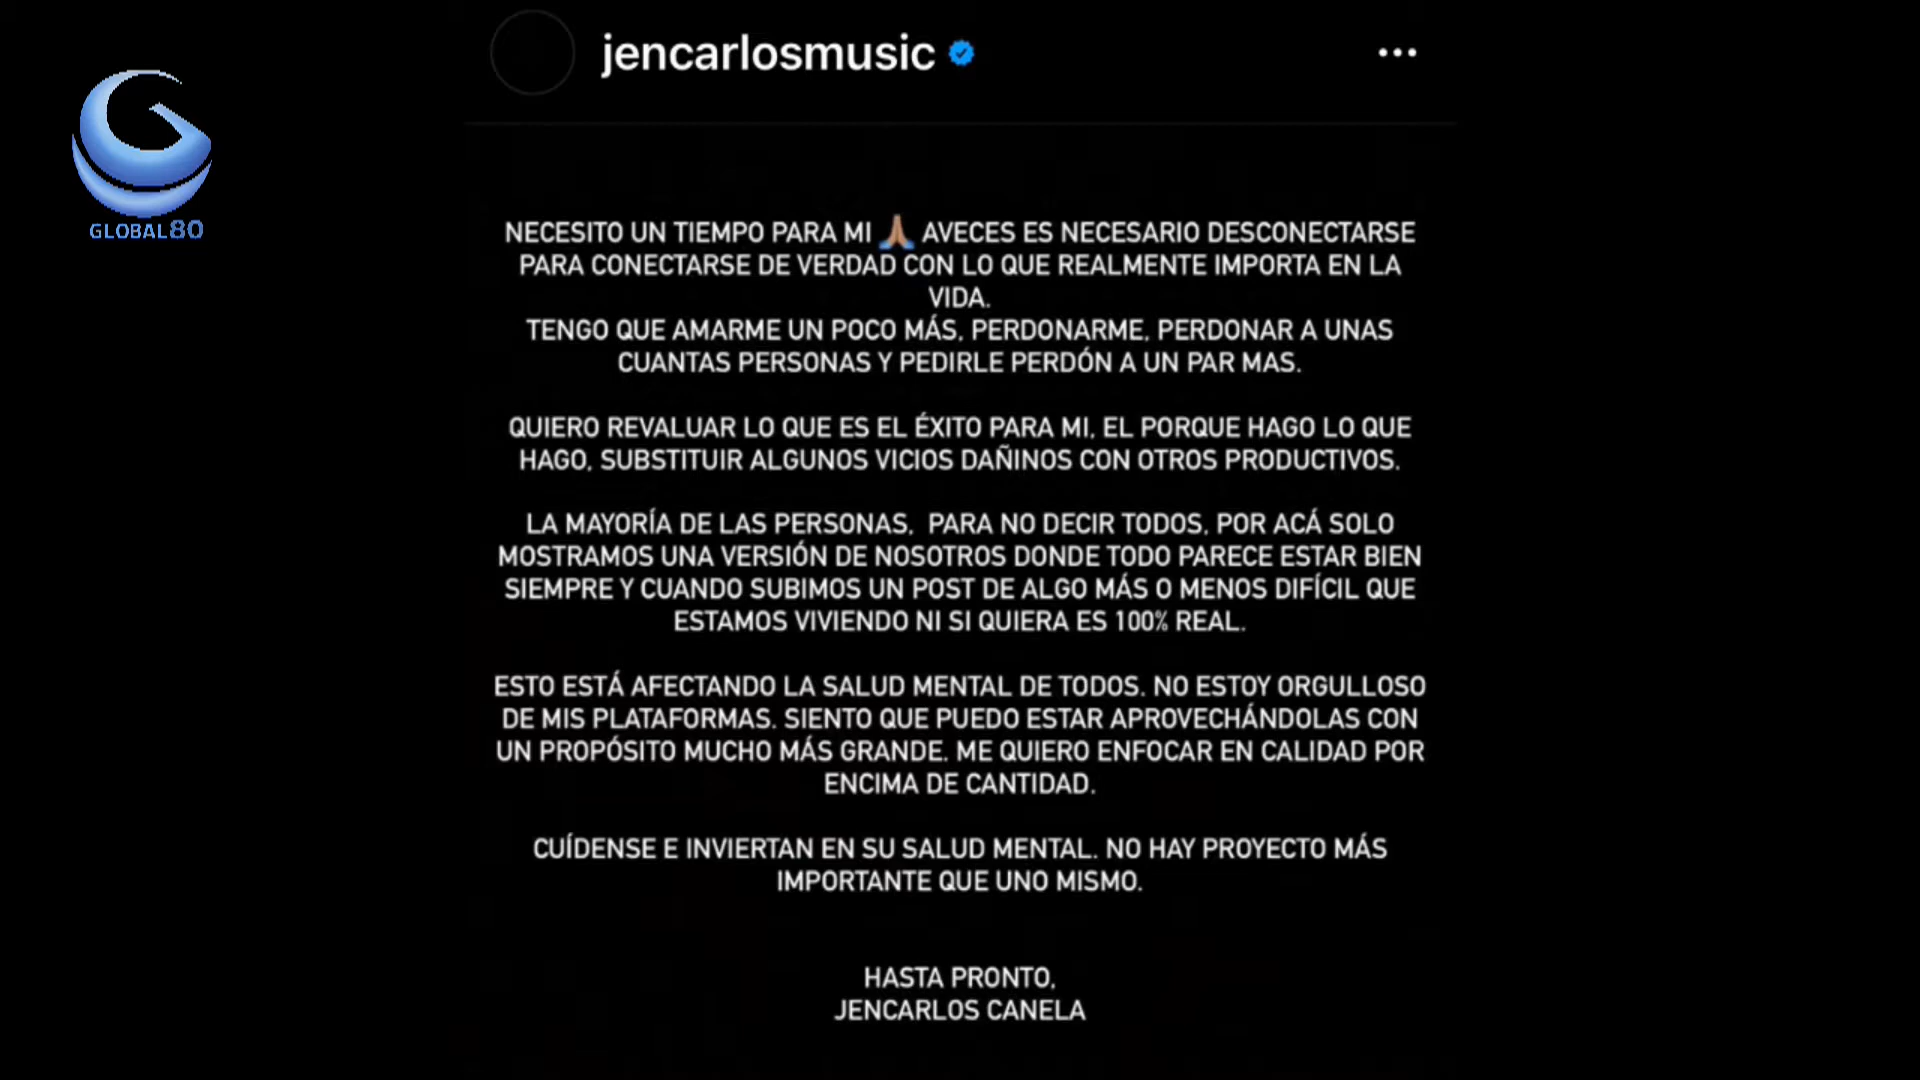 jencarlosmusic
GLOBAL80
NECESITO UN TIEMPO PARA MI 🙏🏽 AVECES ES NECESARIO DESCONECTARSE
PARA CONECTARSE DE VERDAD CON LO QUE REALMENTE IMPORTA EN LA
VIDA.
TENGO QUE AMARME UN POCO MÁS, PERDONARME, PERDONAR A UNAS
CUANTAS PERSONAS Y PEDIRLE PERDÓN A UN PAR MAS.
QUIERO REVALUAR LO QUE ES EL ÉXITO PARA MI, EL PORQUE HAGO LO QUE
HAGO, SUBSTITUIR ALGUNOS VICIOS DAÑINOS CON OTROS PRODUCTIVOS.
LA MAYORÍA DE LAS PERSONAS,  PARA NO DECIR TODOS, POR ACÁ SOLO
MOSTRAMOS UNA VERSIÓN DE NOSOTROS DONDE TODO PARECE ESTAR BIEN
SIEMPRE Y CUANDO SUBIMOS UN POST DE ALGO MÁS O MENOS DIFÍCIL QUE
ESTAMOS VIVIENDO NI SI QUIERA ES 100% REAL.
ESTO ESTÁ AFECTANDO LA SALUD MENTAL DE TODOS. NO ESTOY ORGULLOSO
DE MIS PLATAFORMAS. SIENTO QUE PUEDO ESTAR APROVECHÁNDOLAS CON
UN PROPÓSITO MUCHO MÁS GRANDE. ME QUIERO ENFOCAR EN CALIDAD POR
ENCIMA DE CANTIDAD.
CUÍDENSE E INVIERTAN EN SU SALUD MENTAL. NO HAY PROYECTO MÁS
IMPORTANTE QUE UNO MISMO.
HASTA PRONTO,
JENCARLOS CANELA